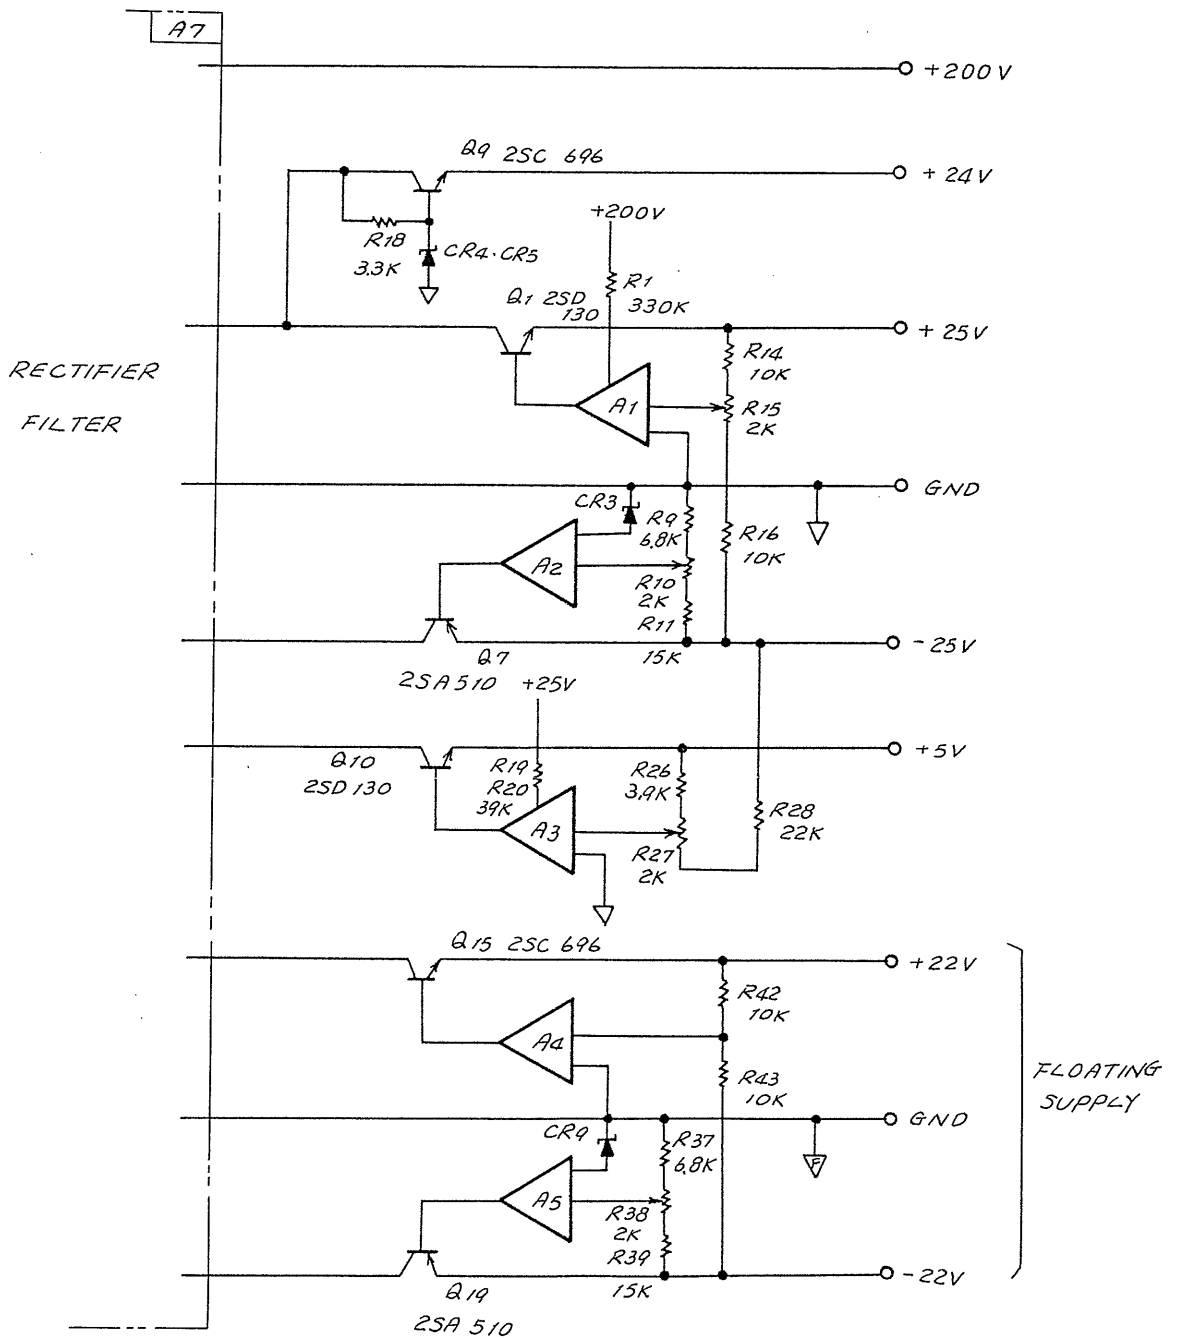 A7
+200V
Q9 2SC 696
+24V
+200V
R18
3.3K
CR4·CR5
R1
330K
Q1 2SD
130
+25V
RECTIFIER
FILTER
R14
10K
A1
R15
2K
GND
CR3
R9
6.8K
R16
10K
A2
R10
2K
R11
15K
-25V
Q7
2SA 510
+25V
+5V
Q10
2SD 130
R19
R20
39K
R26
3.9K
A3
R27
2K
R28
22K
Q15 2SC 696
+22V
R42
10K
A4
R43
10K
FLOATING
SUPPLY
GND
CR9
R37
6.8K
F
A5
R38
2K
R39
15K
-22V
Q19
2SA 510